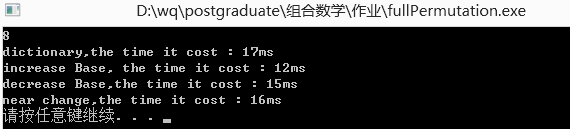 D:\wq\postgraduate\组合数学\作业\fullPermutation.exe
8
dictionary,the time it cost : 17ms
increase Base, the time it cost : 12ms
decrease Base,the time it cost : 15ms
near change,the time it cost : 16ms
请按任意键继续. . .